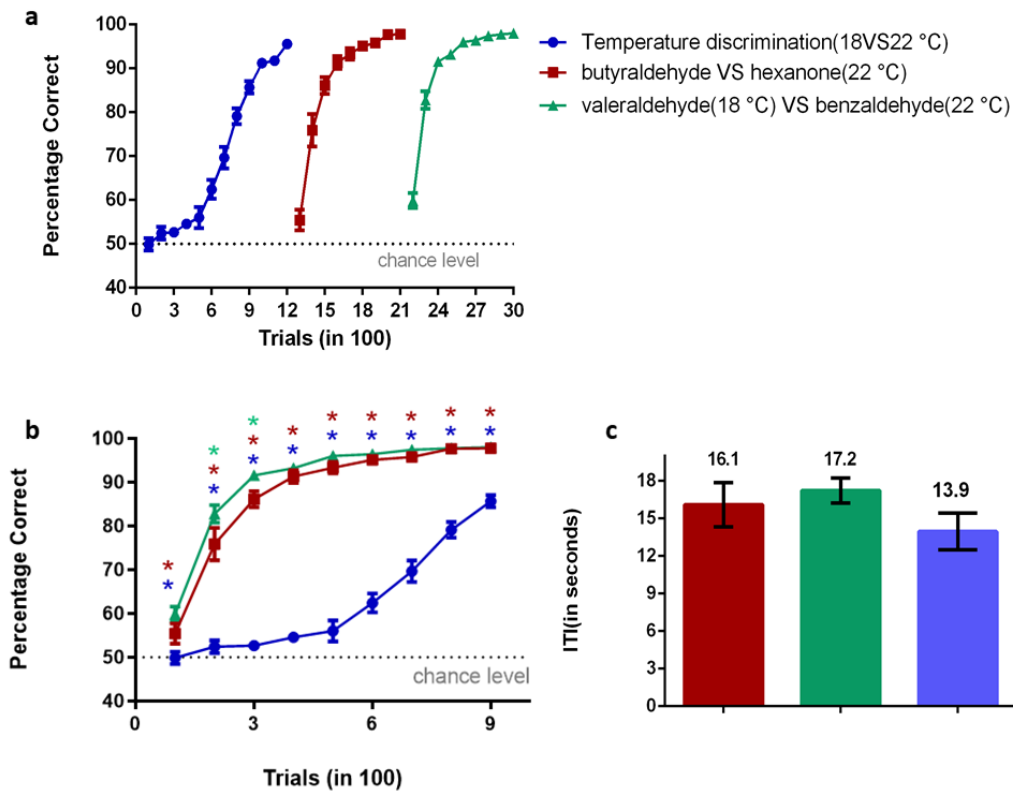 a
100
90
80
70
60
50
40
Percentage Correct
chance level
0 3 6 9 12 15 18 21 24 27 30
Trials (in 100)
Temperature discrimination(18VS22 °C)
butyraldehyde VS hexanone(22 °C)
valeraldehyde(18 °C) VS benzaldehyde(22 °C)
b
* * * * * * * *
* * * * * * * *
* * *
100
90
80
70
60
50
40
Percentage Correct
chance level
0 3 6 9
Trials (in 100)
c
16.1 17.2 13.9
18
15
12
9
6
3
0
ITI(in seconds)